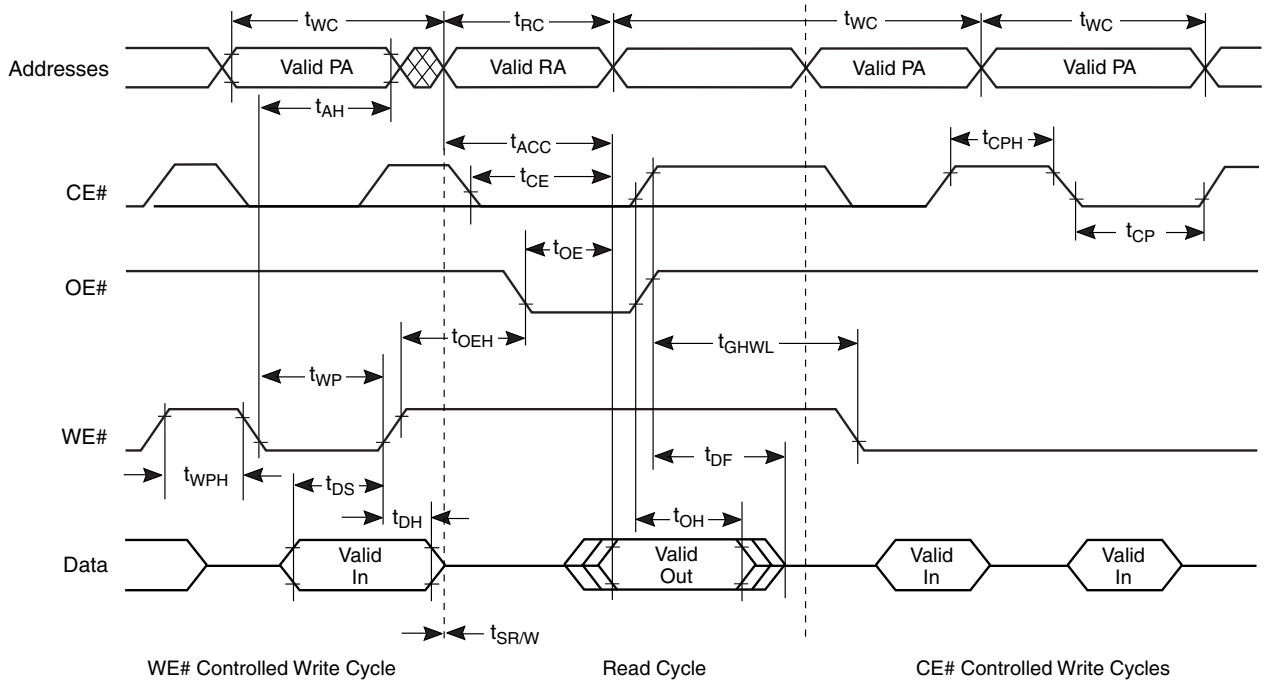 tWC tRC tWC tWC
Addresses Valid PA Valid RA Valid PA Valid PA
tAH
tACC tCPH
CE# tCE
tOE tCP
OE#
tOEH tGHWL
tWP
WE#
tWPH tDS tDF
tDH tOH
Data Valid In Valid Out Valid In Valid In
tSR/W
WE# Controlled Write Cycle Read Cycle CE# Controlled Write Cycles